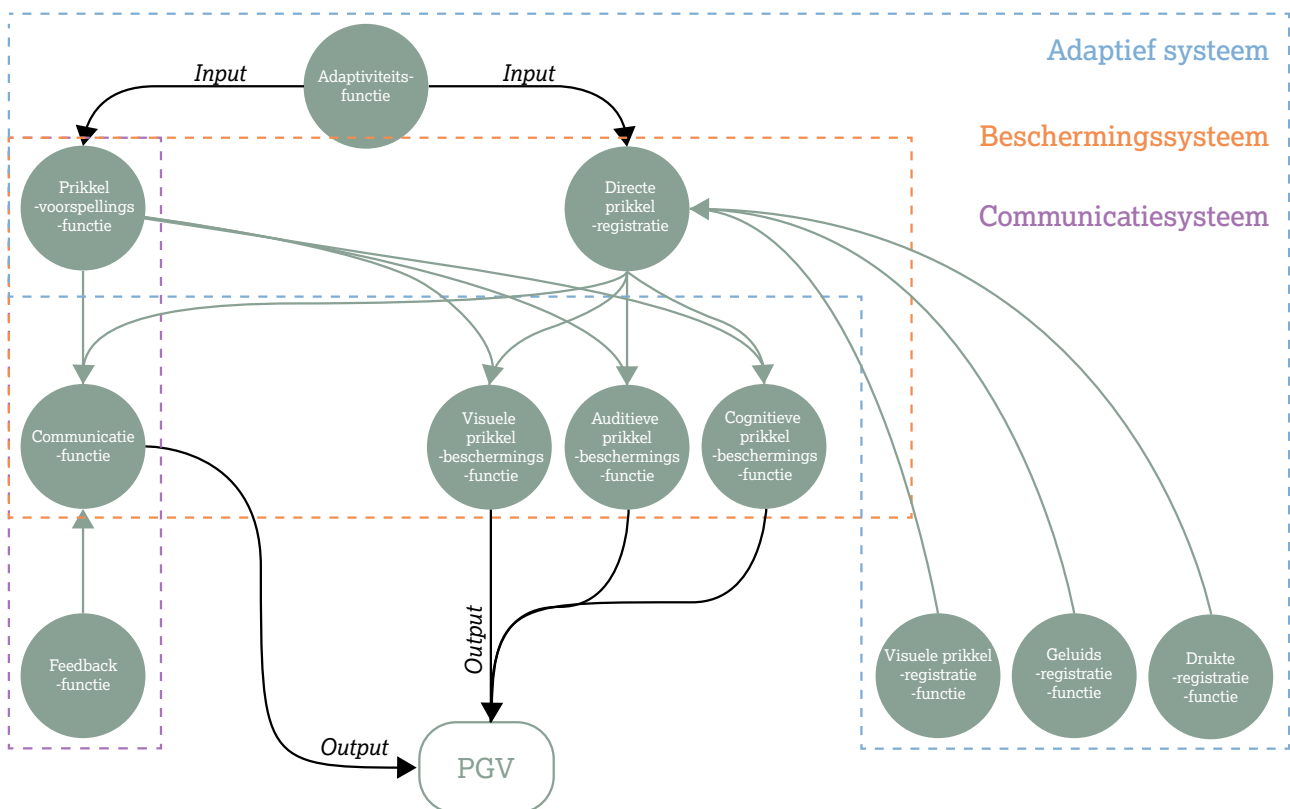 Adaptief systeem
Beschermingssysteem
Communicatiesysteem
Input
Adaptiviteits-
functie
Input
Prikkel
-voorspellings
-functie
Directe
prikkel
-registratie
Communicatie
-functie
Visuele
prikkel
-beschermings
-functie
Auditieve
prikkel
-beschermings
-functie
Cognitieve
prikkel
-beschermings
-functie
Feedback
-functie
Output
Output
PGV
Visuele prikkel
-registratie
-functie
Geluids
-registratie
-functie
Drukte
-registratie
-functie